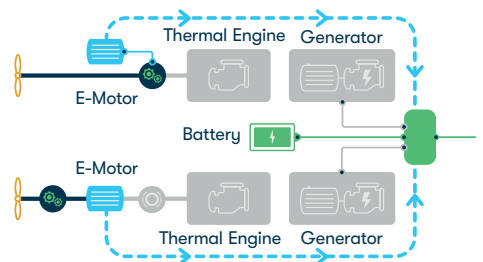 Thermal Engine Generator
E-Motor
Battery
E-Motor
Thermal Engine Generator